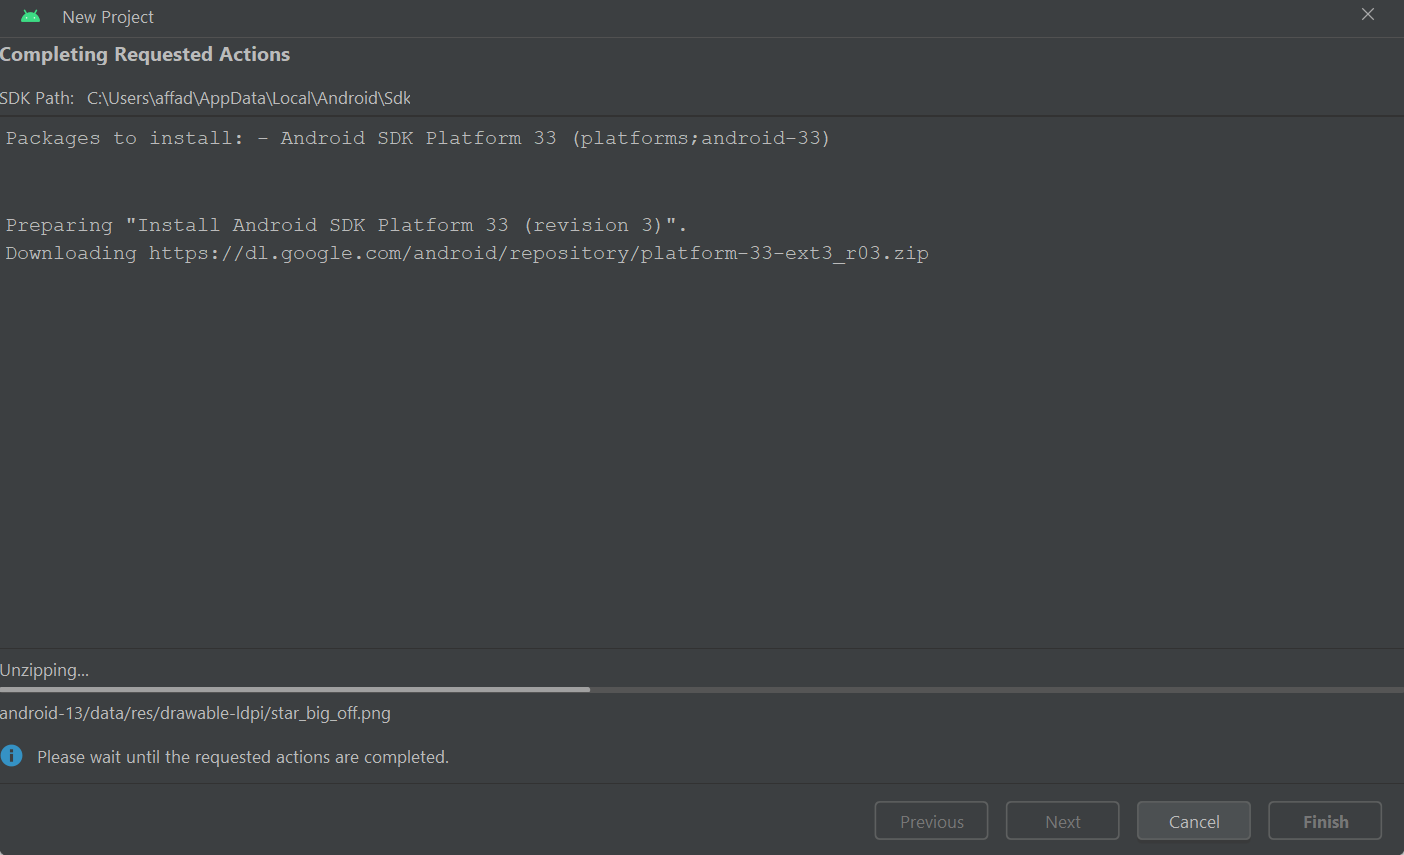 New Project
Completing Requested Actions
SDK Path: C:\Users\affad\AppData\Local\Android\Sdk
Packages to install: - Android SDK Platform 33 (platforms;android-33)
Preparing "Install Android SDK Platform 33 (revision 3)".
Downloading https://dl.google.com/android/repository/platform-33-ext3_r03.zip
Unzipping...
android-13/data/res/drawable-ldpi/star_big_off.png
Please wait until the requested actions are completed.
Previous Next Cancel Finish